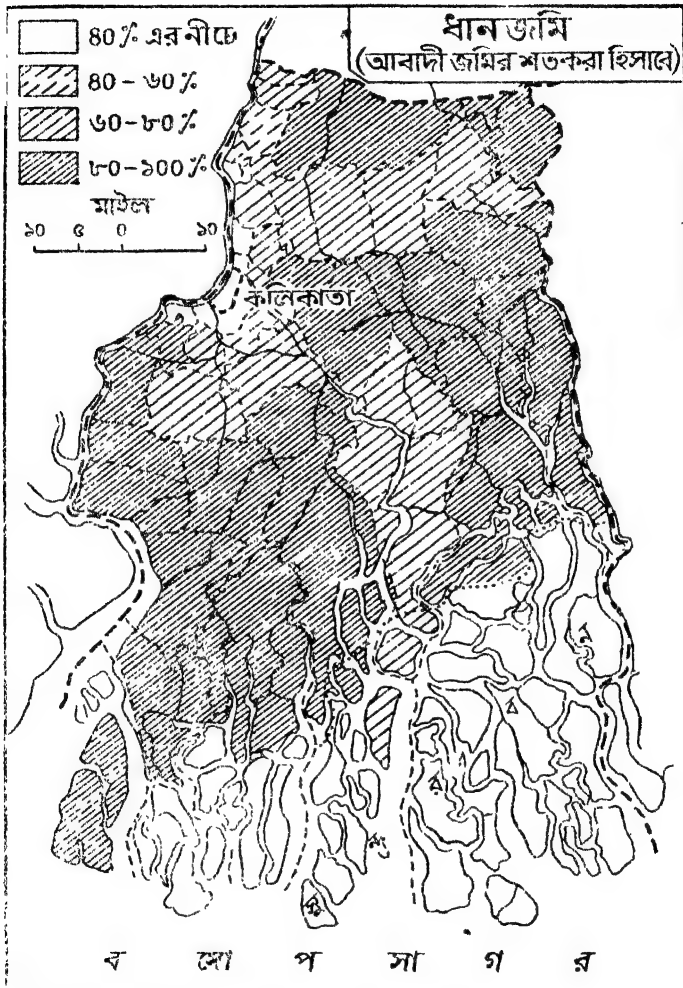 ধান জমি
(আবাদী জমির শতকরা হিসাবে)
৪০% এর নীচে
৪০-৬০%
৬০-৮০%
৮০-১০০%
মাইল
১০ ৫ ০ ১০
কলিকাতা
ব ঙ্গো প সা গ র